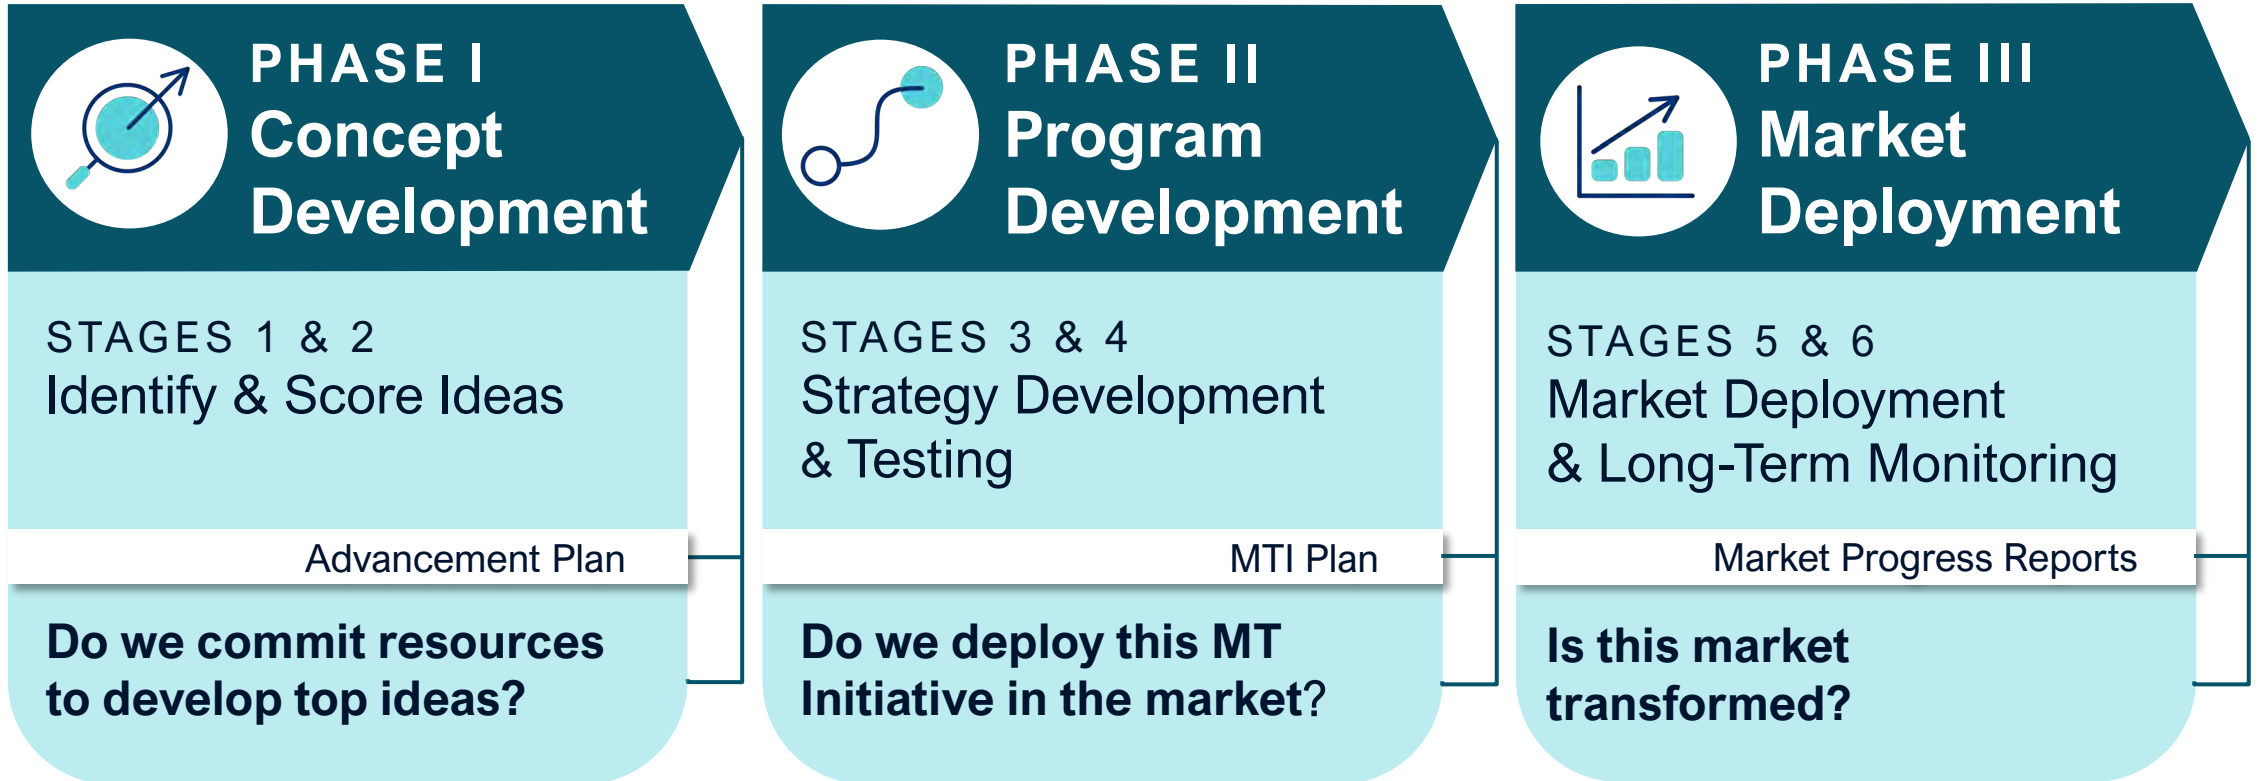 PHASE I
Concept
Development
STAGES 1 & 2
Identify & Score Ideas
Advancement Plan
Do we commit resources
to develop top ideas?
PHASE II
Program
Development
STAGES 3 & 4
Strategy Development
& Testing
MTI Plan
Do we deploy this MT
Initiative in the market?
PHASE III
Market
Deployment
STAGES 5 & 6
Market Deployment
& Long-Term Monitoring
Market Progress Reports
Is this market
transformed?